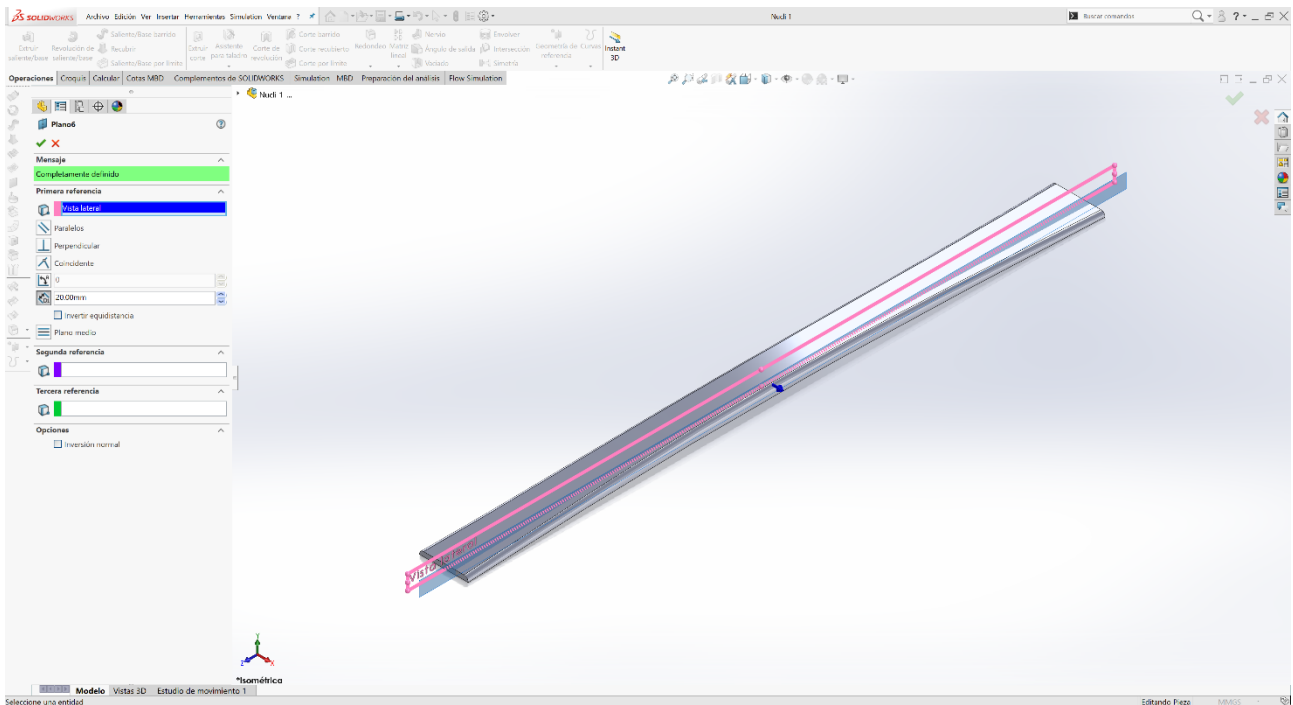 SOLIDWORKS Archivo Edición Ver Insertar Herramientas Simulation Ventana ? Nudi 1 Buscar comandos
Extruir saliente/base
Revolución de saliente/base
Saliente/Base barrido
Recubrir
Saliente/Base por límite
Extruir corte
Asistente para taladro
Corte de revolución
Corte barrido
Corte recubierto
Corte por límite
Redondeo
Matriz lineal
Nervio
Ángulo de salida
Vaciado
Envolver
Intersección
Simetría
Geometría de referencia
Curvas
Instant 3D
Operaciones Croquis Calcular Cotas MBD Complementos de SOLIDWORKS Simulation MBD Preparación del análisis Flow Simulation
Nudi 1 ...
Plano6
Mensaje
Completamente definido
Primera referencia
Vista lateral
Paralelos
Perpendicular
Coincidente
0
20.00mm
Invertir equidistancia
Plano medio
Segunda referencia
Tercera referencia
Opciones
Inversión normal
Vista lateral
Y
Z
X
*Isométrica
Modelo Vistas 3D Estudio de movimiento 1
Seleccione una entidad Editando Pieza MMGS